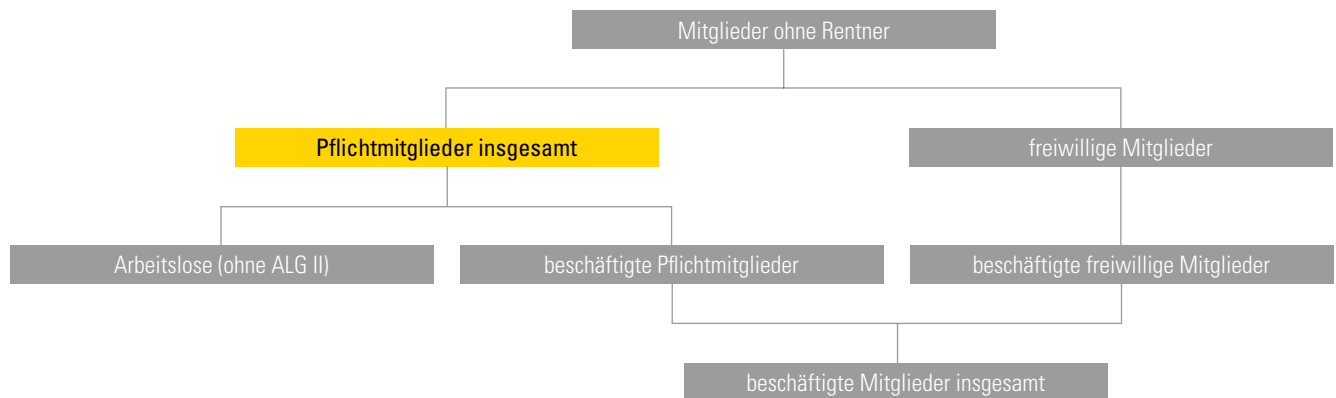 Mitglieder ohne Rentner
Pflichtmitglieder insgesamt
freiwillige Mitglieder
Arbeitslose (ohne ALG II)
beschäftigte Pflichtmitglieder
beschäftigte freiwillige Mitglieder
beschäftigte Mitglieder insgesamt